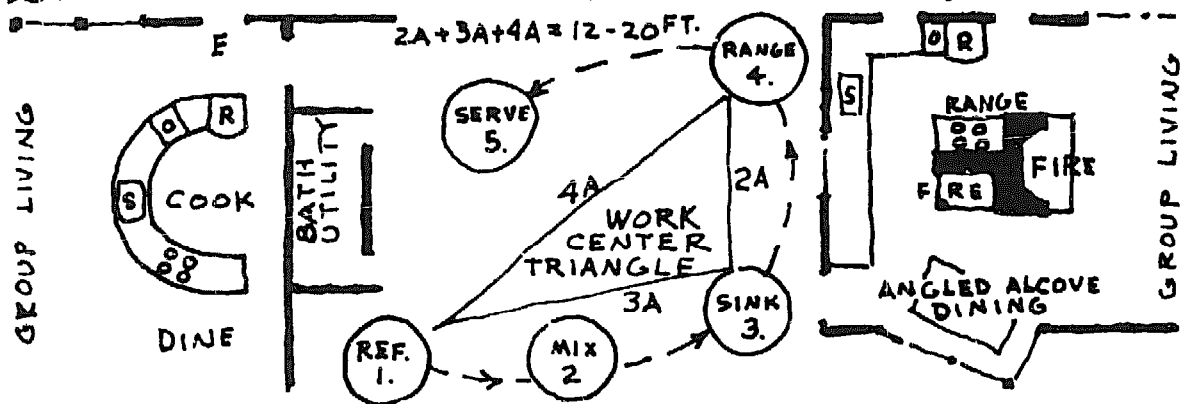 GROUP LIVING
E
R
O
S
COOK
DINE
BATH
UTILITY
2A+3A+4A=12-20FT.
RANGE
4.
SERVE
5.
4A
2A
WORK
CENTER
TRIANGLE
3A
REF.
1.
MIX
2
SINK
3.
O R
S
RANGE
FIRE
F RE
ANGLED ALCOVE
DINING
GROUP LIVING